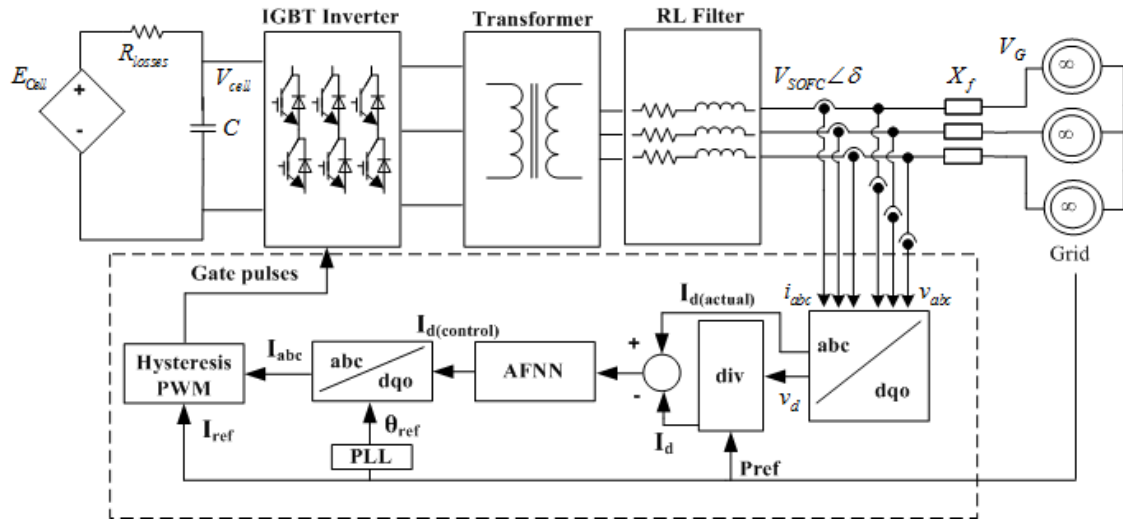 IGBT Inverter
Transformer
RL Filter
E_Cell
+
-
R_losses
V_cell
C
V_SOFC∠δ
X_f
V_G
∞
∞
∞
Grid
Gate pulses
i_abc
v_abc
I_d(actual)
I_d(control)
I_abc
Hysteresis
PWM
abc
dqo
AFNN
+
-
div
abc
dqo
v_d
I_d
I_ref
θ_ref
PLL
Pref